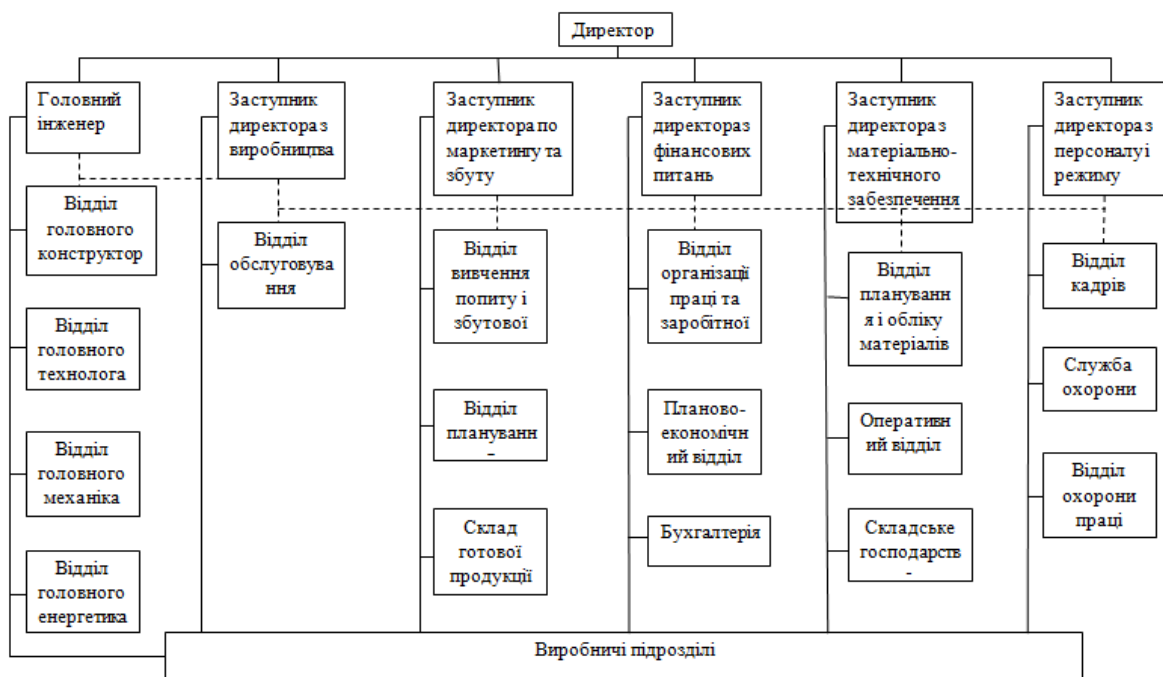 Директор
Головний
інженер
Заступник
директора з
виробництва
Заступник
директора по
маркетингу та
збуту
Заступник
директора з
фінансових
питань
Заступник
директора з
матеріально-
технічного
забезпечення
Заступник
директора з
персоналу і
режиму
Відділ
головного
конструктор
Відділ
обслуговува
ння
Відділ
вивчення
попиту і
збутової
Відділ
організації
праці та
заробітної
Відділ
плануванн
я і обліку
матеріалів
Відділ
кадрів
Відділ
головного
технолога
Відділ
плануванн
Планово-
економічн
ий відділ
Оперативн
ий відділ
Служба
охорони
Відділ
головного
механіка
Склад
готової
продукції
Бухгалтерія
Складське
господарств
Відділ
охорони
праці
Відділ
головного
енергетика
Виробничі підрозділі